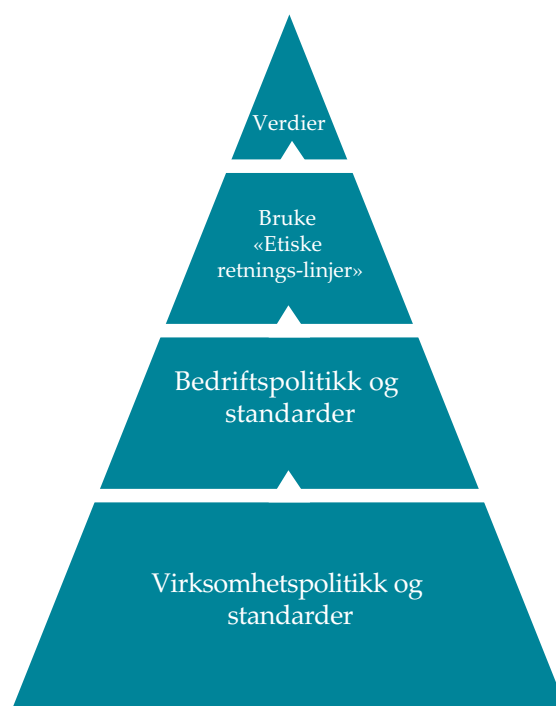 Verdier
Bruke
«Etiske
retnings-linjer»
Bedriftspolitikk og
standarder
Virksomhetspolitikk og
standarder